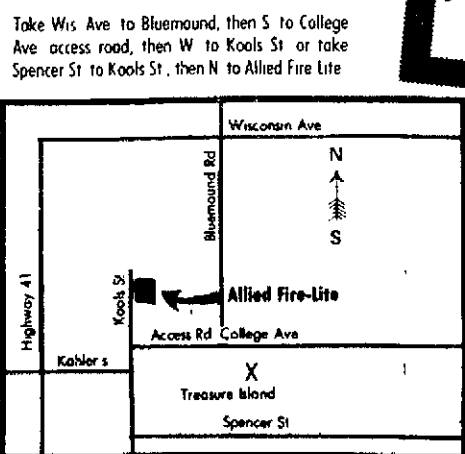 Take Wis Ave to Bluemound, then S to College
Ave access road, then W to Kools St or take
Spencer St to Kools St, then N to Allied Fire Lite
Wisconsin Ave
N
Bluemound Rd
S
Highway 41
Kools St
Allied Fire-Lite
Access Rd College Ave
Kahler s
X
Treasure Island
Spencer St